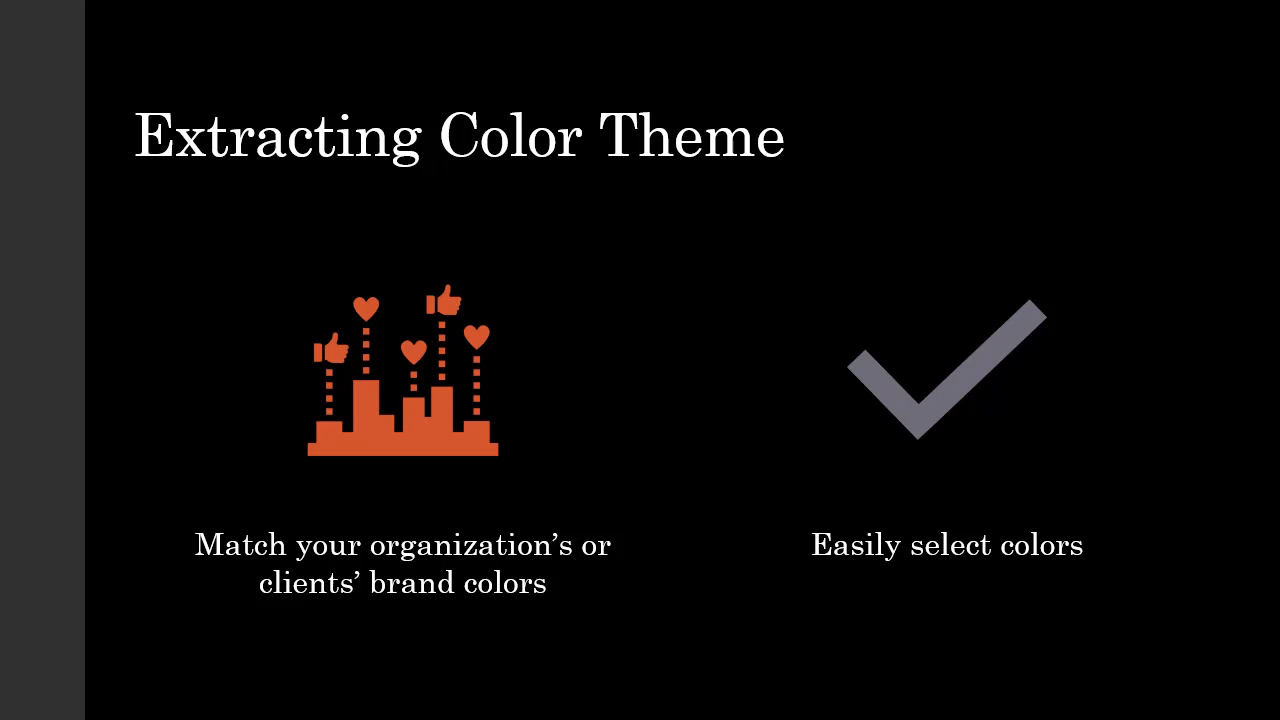 Extracting Color Theme
Match your organization’s or
clients’ brand colors
Easily select colors